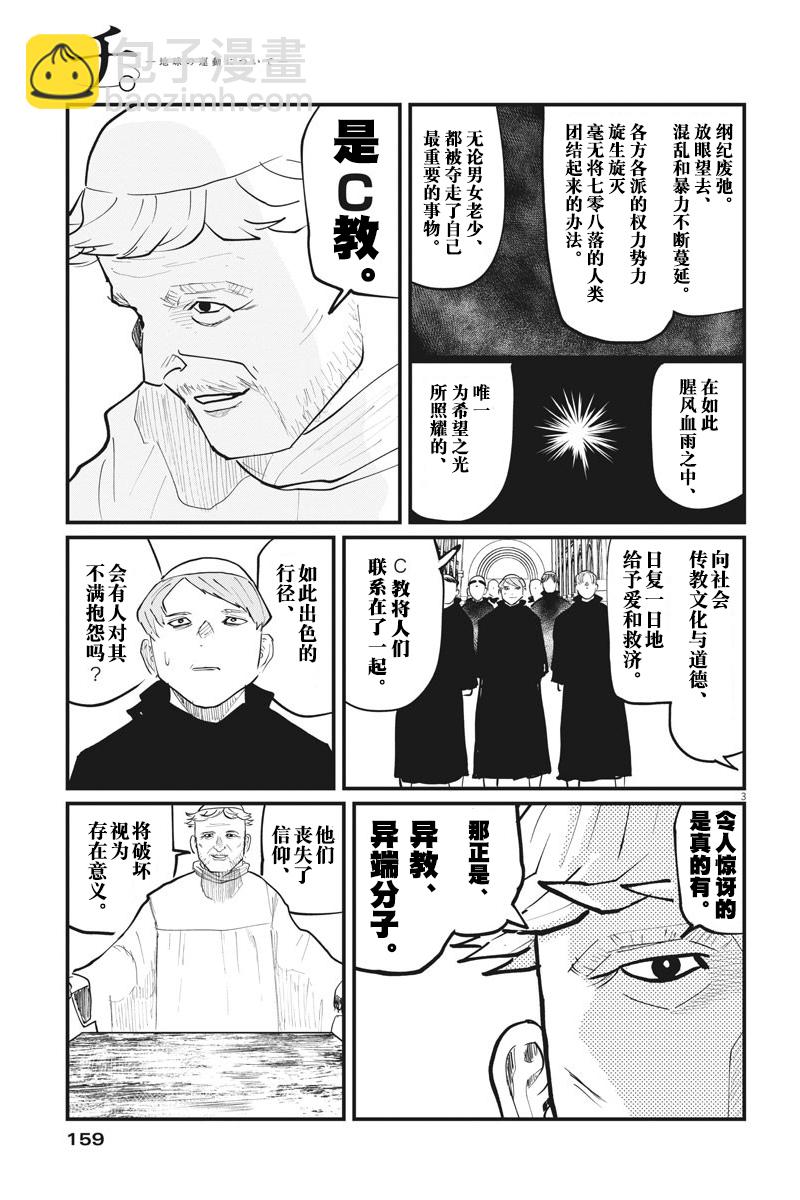 チ。
—地球の運動について—
包子漫畫
baozimh.com
纲纪废弛。
放眼望去、
混乱和暴力不断蔓延。
各方各派的权力势力
旋生旋灭
毫无将七零八落的人类
团结起来的办法。
无论男女老少、
都被夺走了自己
最重要的事物。
在如此
腥风血雨之中、
唯一
为希望之光
所照耀的、
是C教。
向社会
传教文化与道德、
日复一日地
给予爱和救济。
C教将人们
联系在了一起。
如此出色的
行径、
会有人对其
不满抱怨吗？
3
令人惊讶的
是真的有。
那正是、
异教、
异端分子。
他们
丧失了
信仰、
将破坏
视为
存在意义。
159